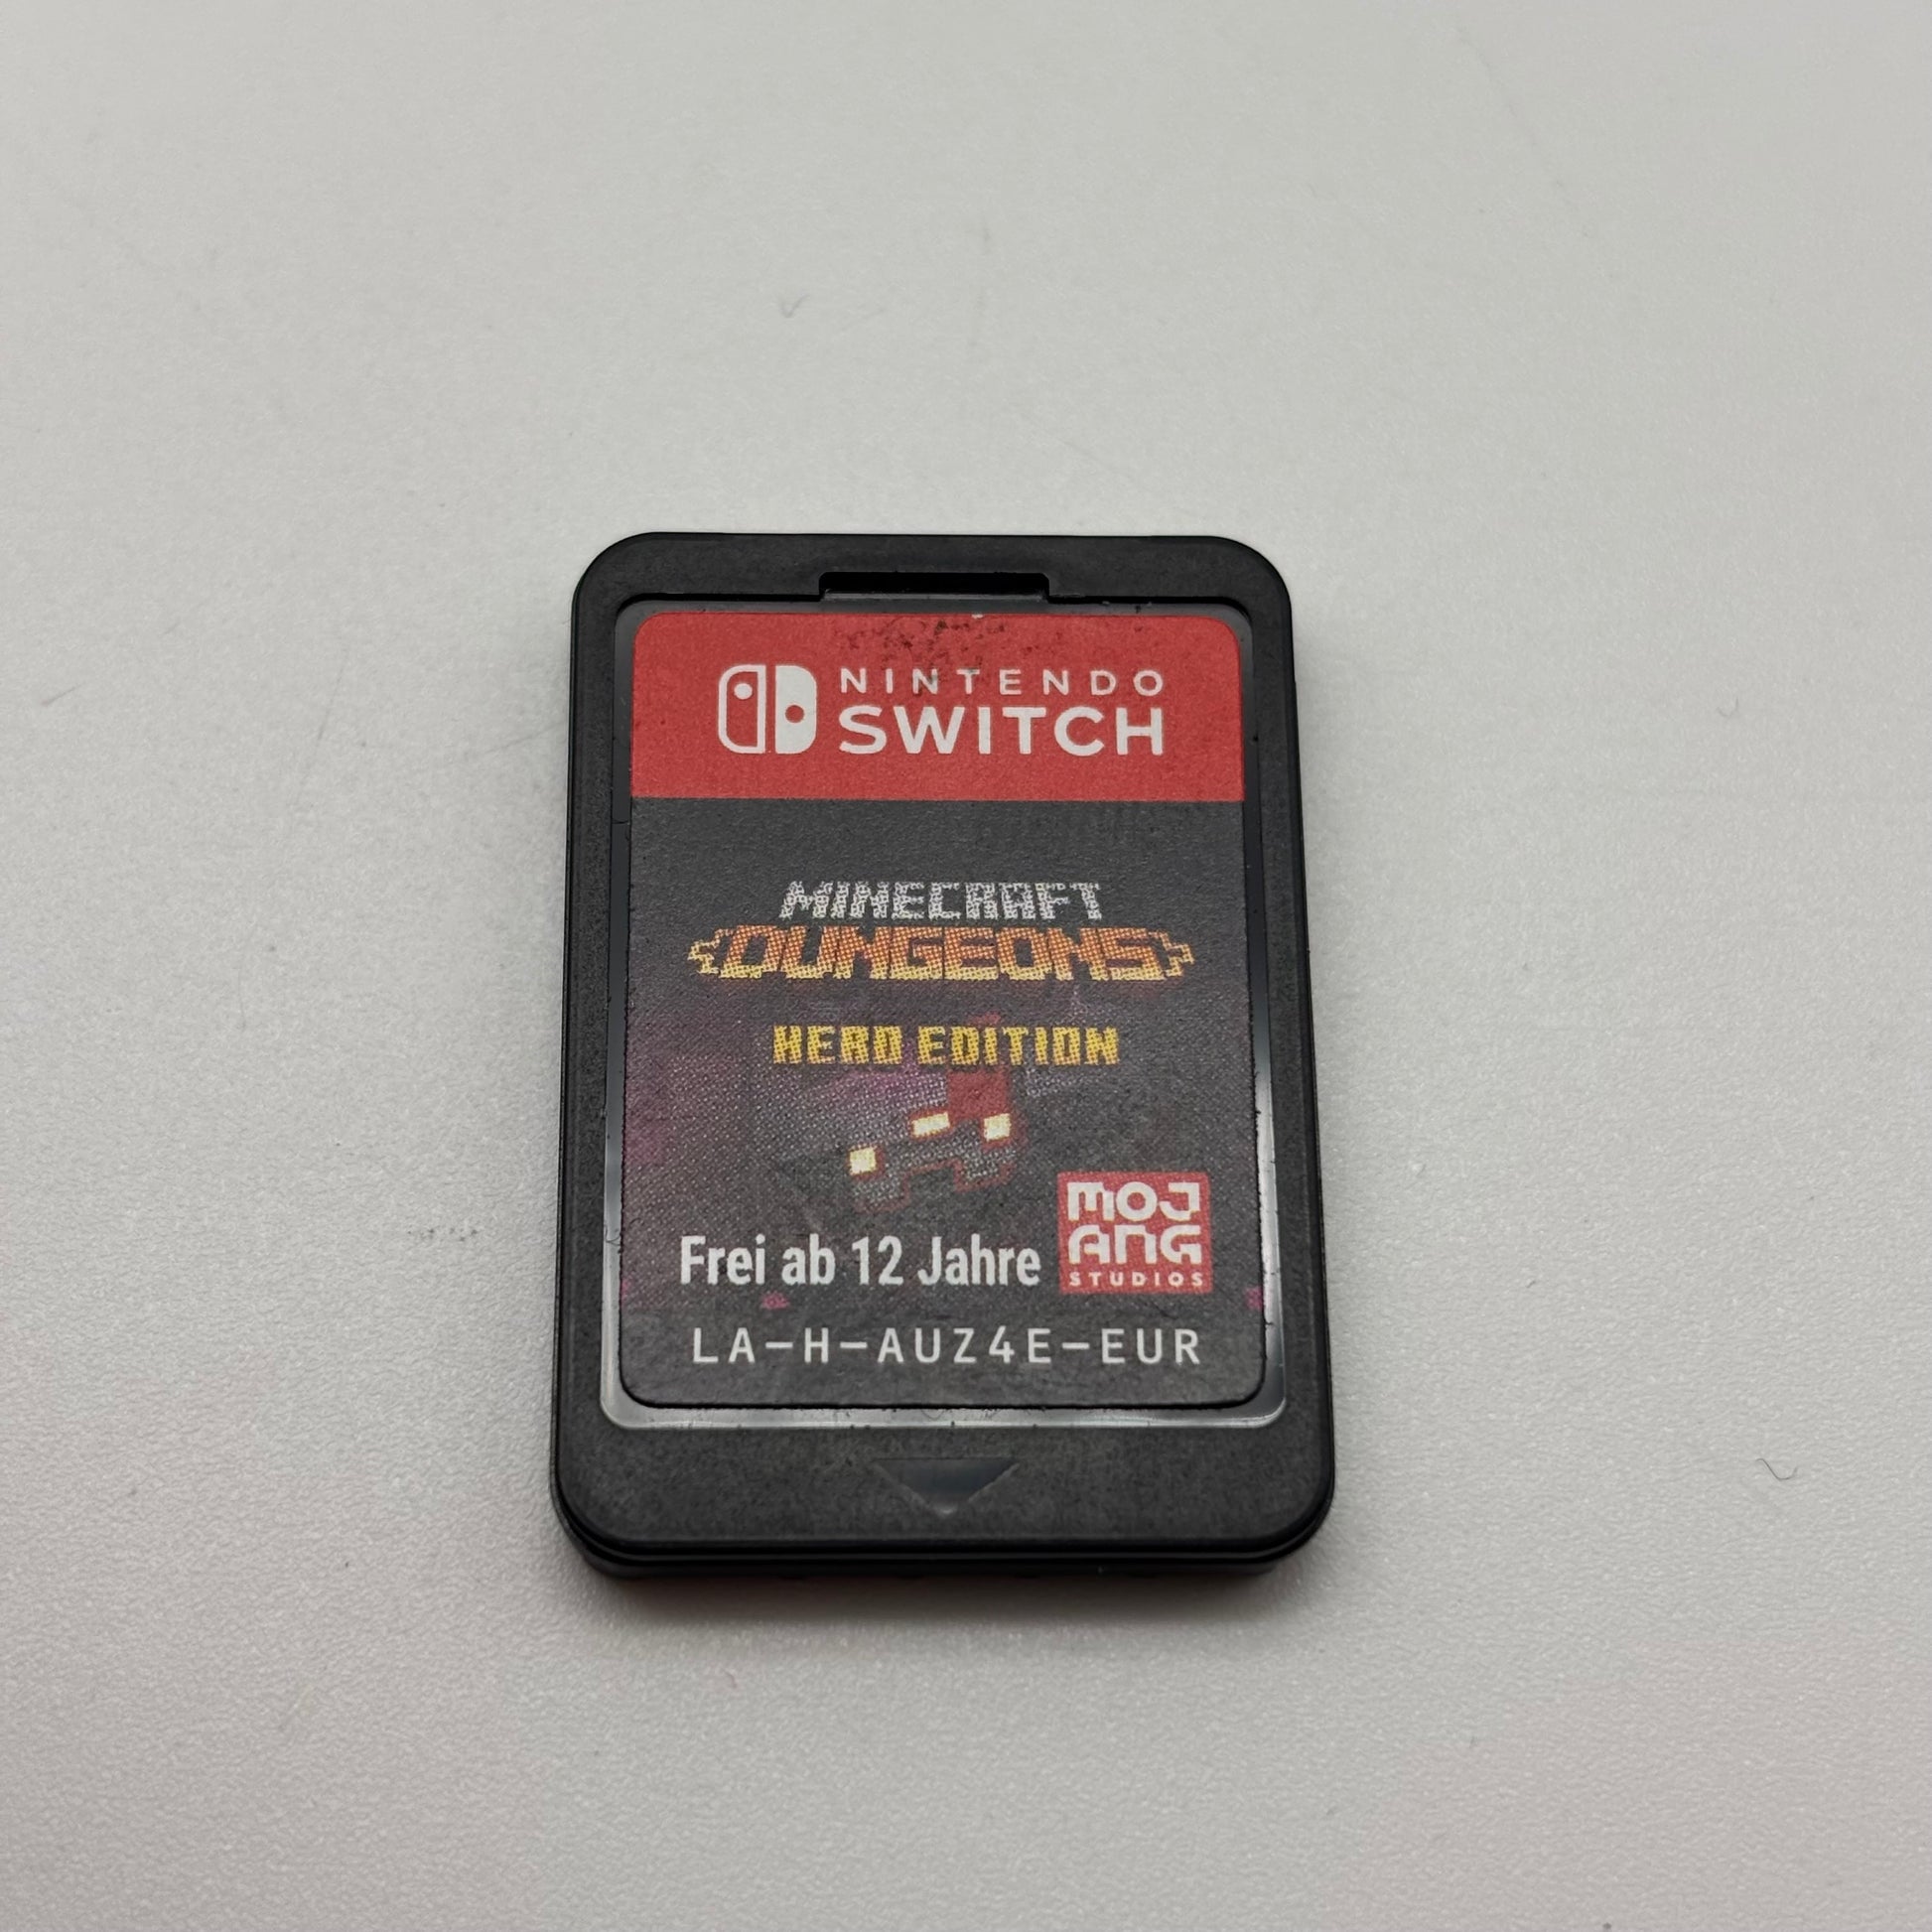 NINTENDO
SWITCH
MINECRAFT
DUNGEONS
HERO EDITION
Frei ab 12 Jahre
MOJ
ANG
STUDIOS
LA-H-AUZ4E-EUR